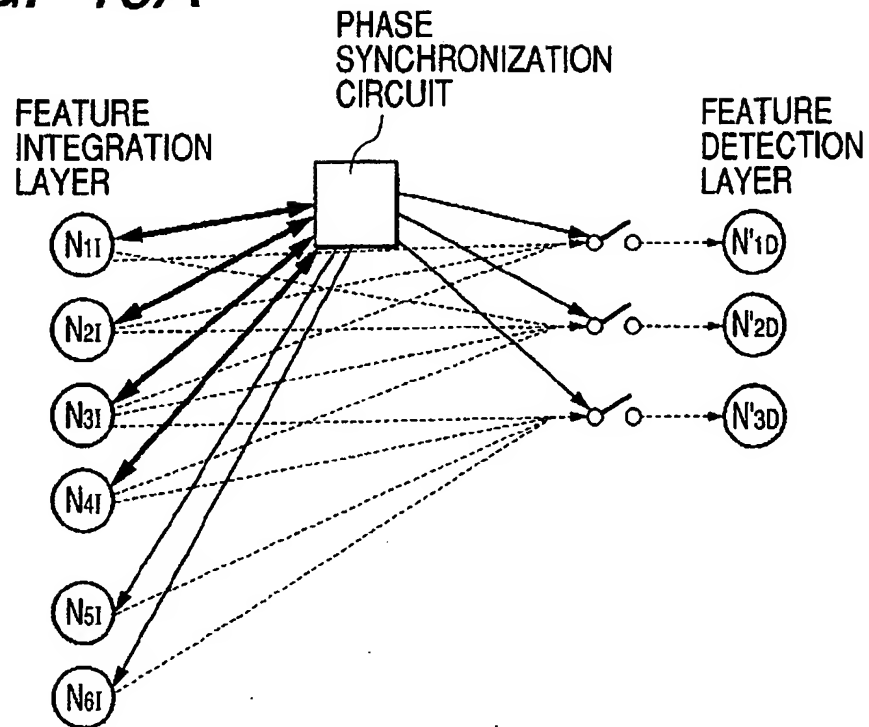 PHASE
SYNCHRONIZATION
CIRCUIT
FEATURE
INTEGRATION
LAYER
FEATURE
DETECTION
LAYER
N1I
N'1D
N2I
N'2D
N3I
N'3D
N4I
N5I
N6I